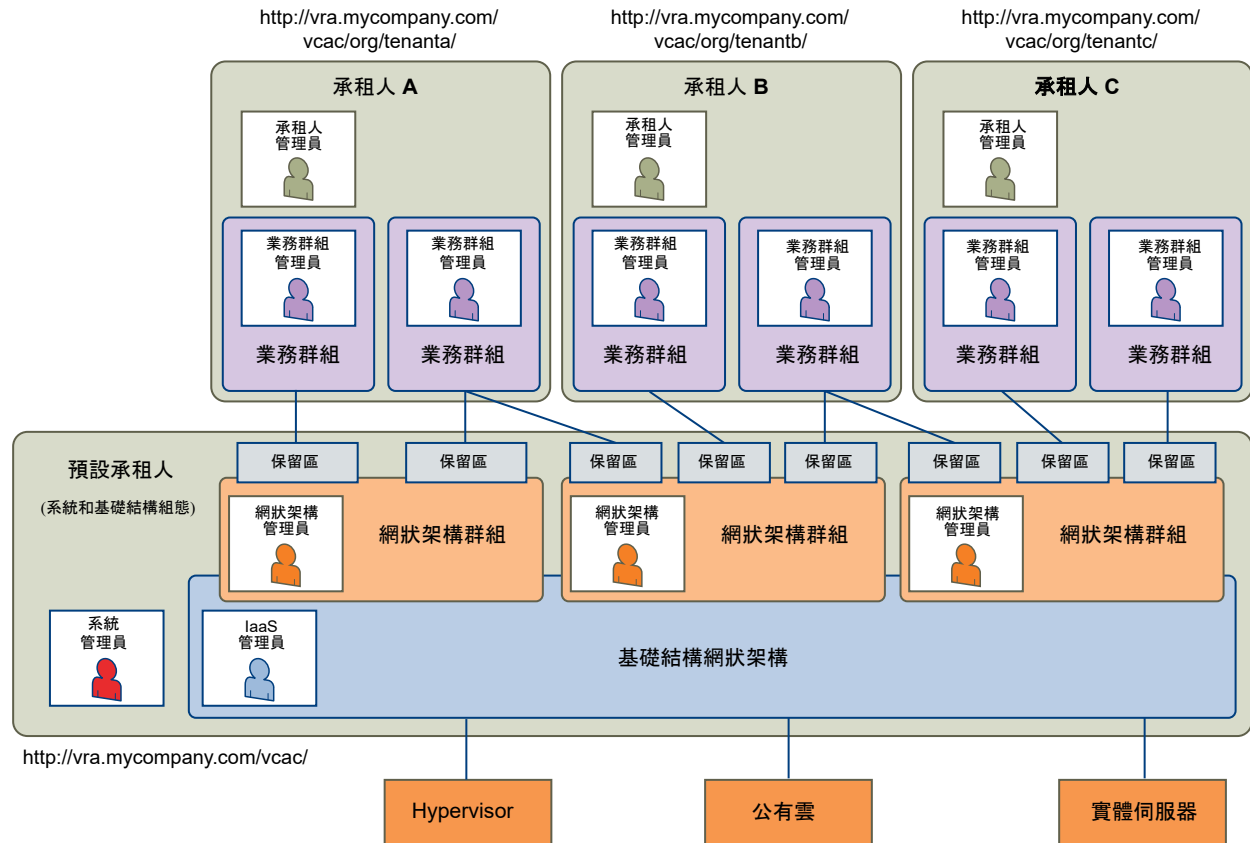 http://vra.mycompany.com/
vcac/org/tenanta/
http://vra.mycompany.com/
vcac/org/tenantb/
http://vra.mycompany.com/
vcac/org/tenantc/
承租人 A
承租人 B
承租人 C
承租人
管理員
承租人
管理員
承租人
管理員
業務群組
管理員
業務群組
管理員
業務群組
管理員
業務群組
管理員
業務群組
管理員
業務群組
管理員
業務群組
業務群組
業務群組
業務群組
業務群組
業務群組
預設承租人
(系統和基礎結構組態)
保留區
保留區
保留區
保留區
保留區
保留區
保留區
保留區
網狀架構
管理員
網狀架構群組
網狀架構
管理員
網狀架構群組
網狀架構
管理員
網狀架構群組
系統
管理員
IaaS
管理員
基礎結構網狀架構
http://vra.mycompany.com/vcac/
Hypervisor
公有雲
實體伺服器